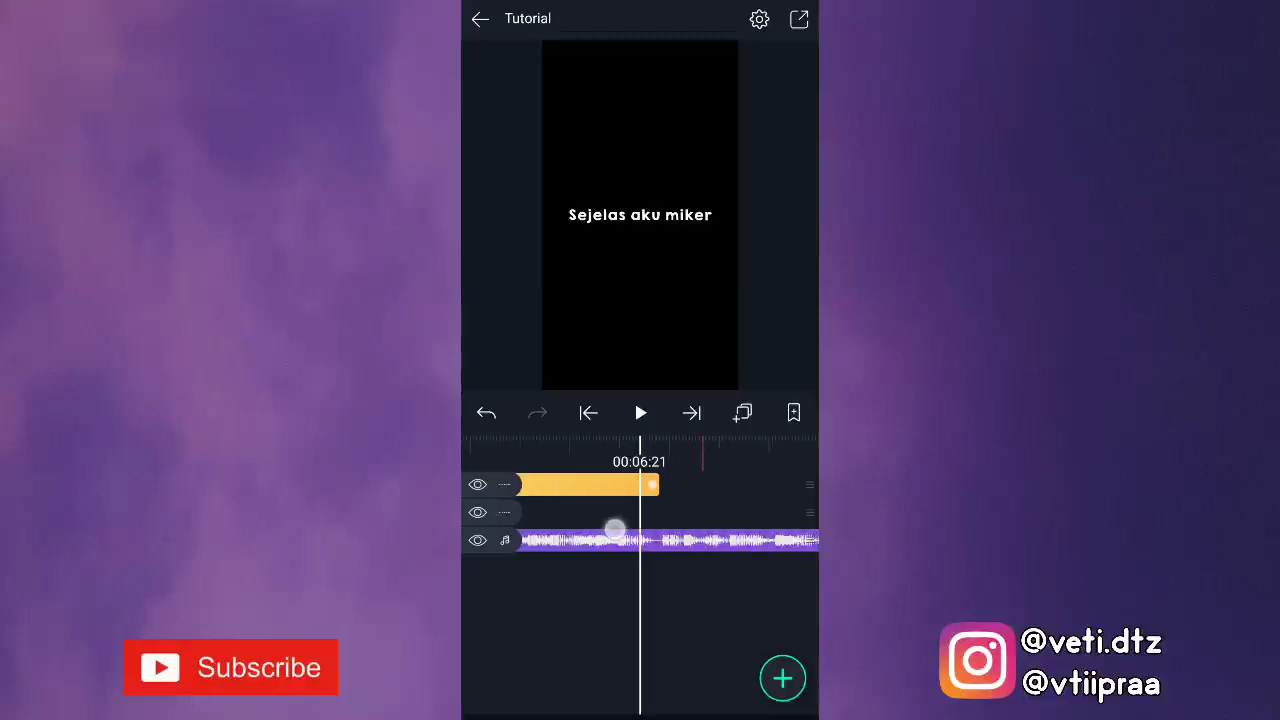 Tutorial
Sejelas aku miker
00:06:21
Subscribe
@veti.dtz
@vtiipraa